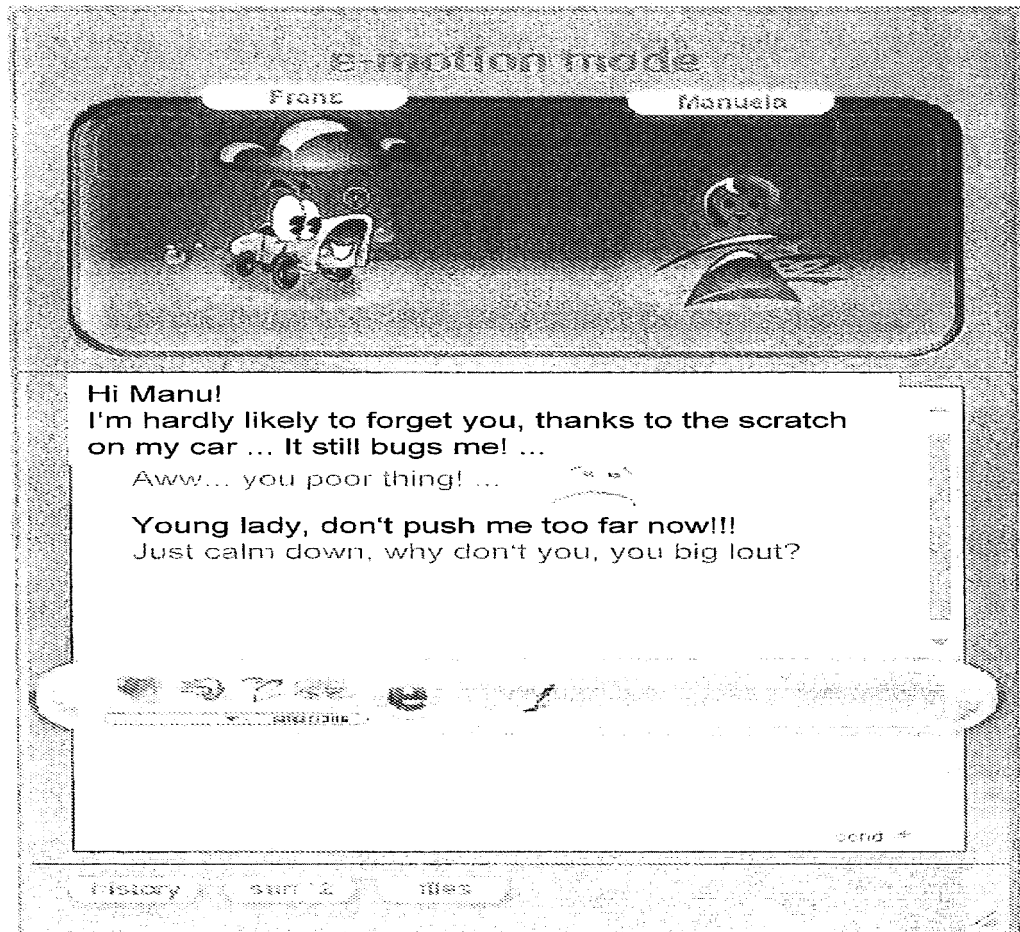 e-motion mode
Franz
Manuela
Hi Manu!
I'm hardly likely to forget you, thanks to the scratch
on my car ... It still bugs me! ...
Aww... you poor thing! ...
Young lady, don't push me too far now!!!
Just calm down, why don't you, you big lout?
send
History
files